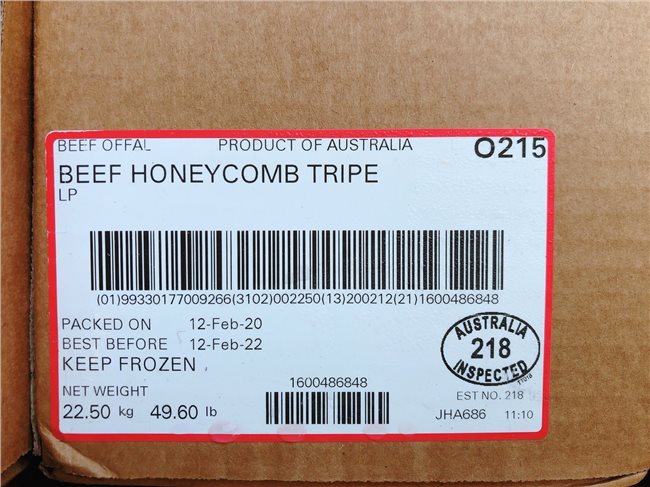 BEEF OFFAL PRODUCT OF AUSTRALIA O215
BEEF HONEYCOMB TRIPE
LP
(01)99330177009266(3102)002250(13)200212(21)1600486848
PACKED ON 12-Feb-20
BEST BEFORE 12-Feb-22
KEEP FROZEN
AUSTRALIA
218
INSPECTED
NET WEIGHT
22.50 kg 49.60 lb
1600486848
EST NO. 218
JHA686 11:10